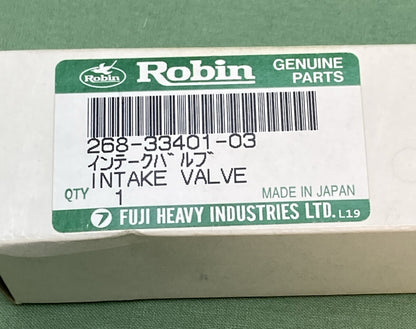 Robin Robin GENUINE
PARTS
268-33401-03
インテークバルブ
INTAKE VALVE
QTY 1 MADE IN JAPAN
7 FUJI HEAVY INDUSTRIES LTD. L19